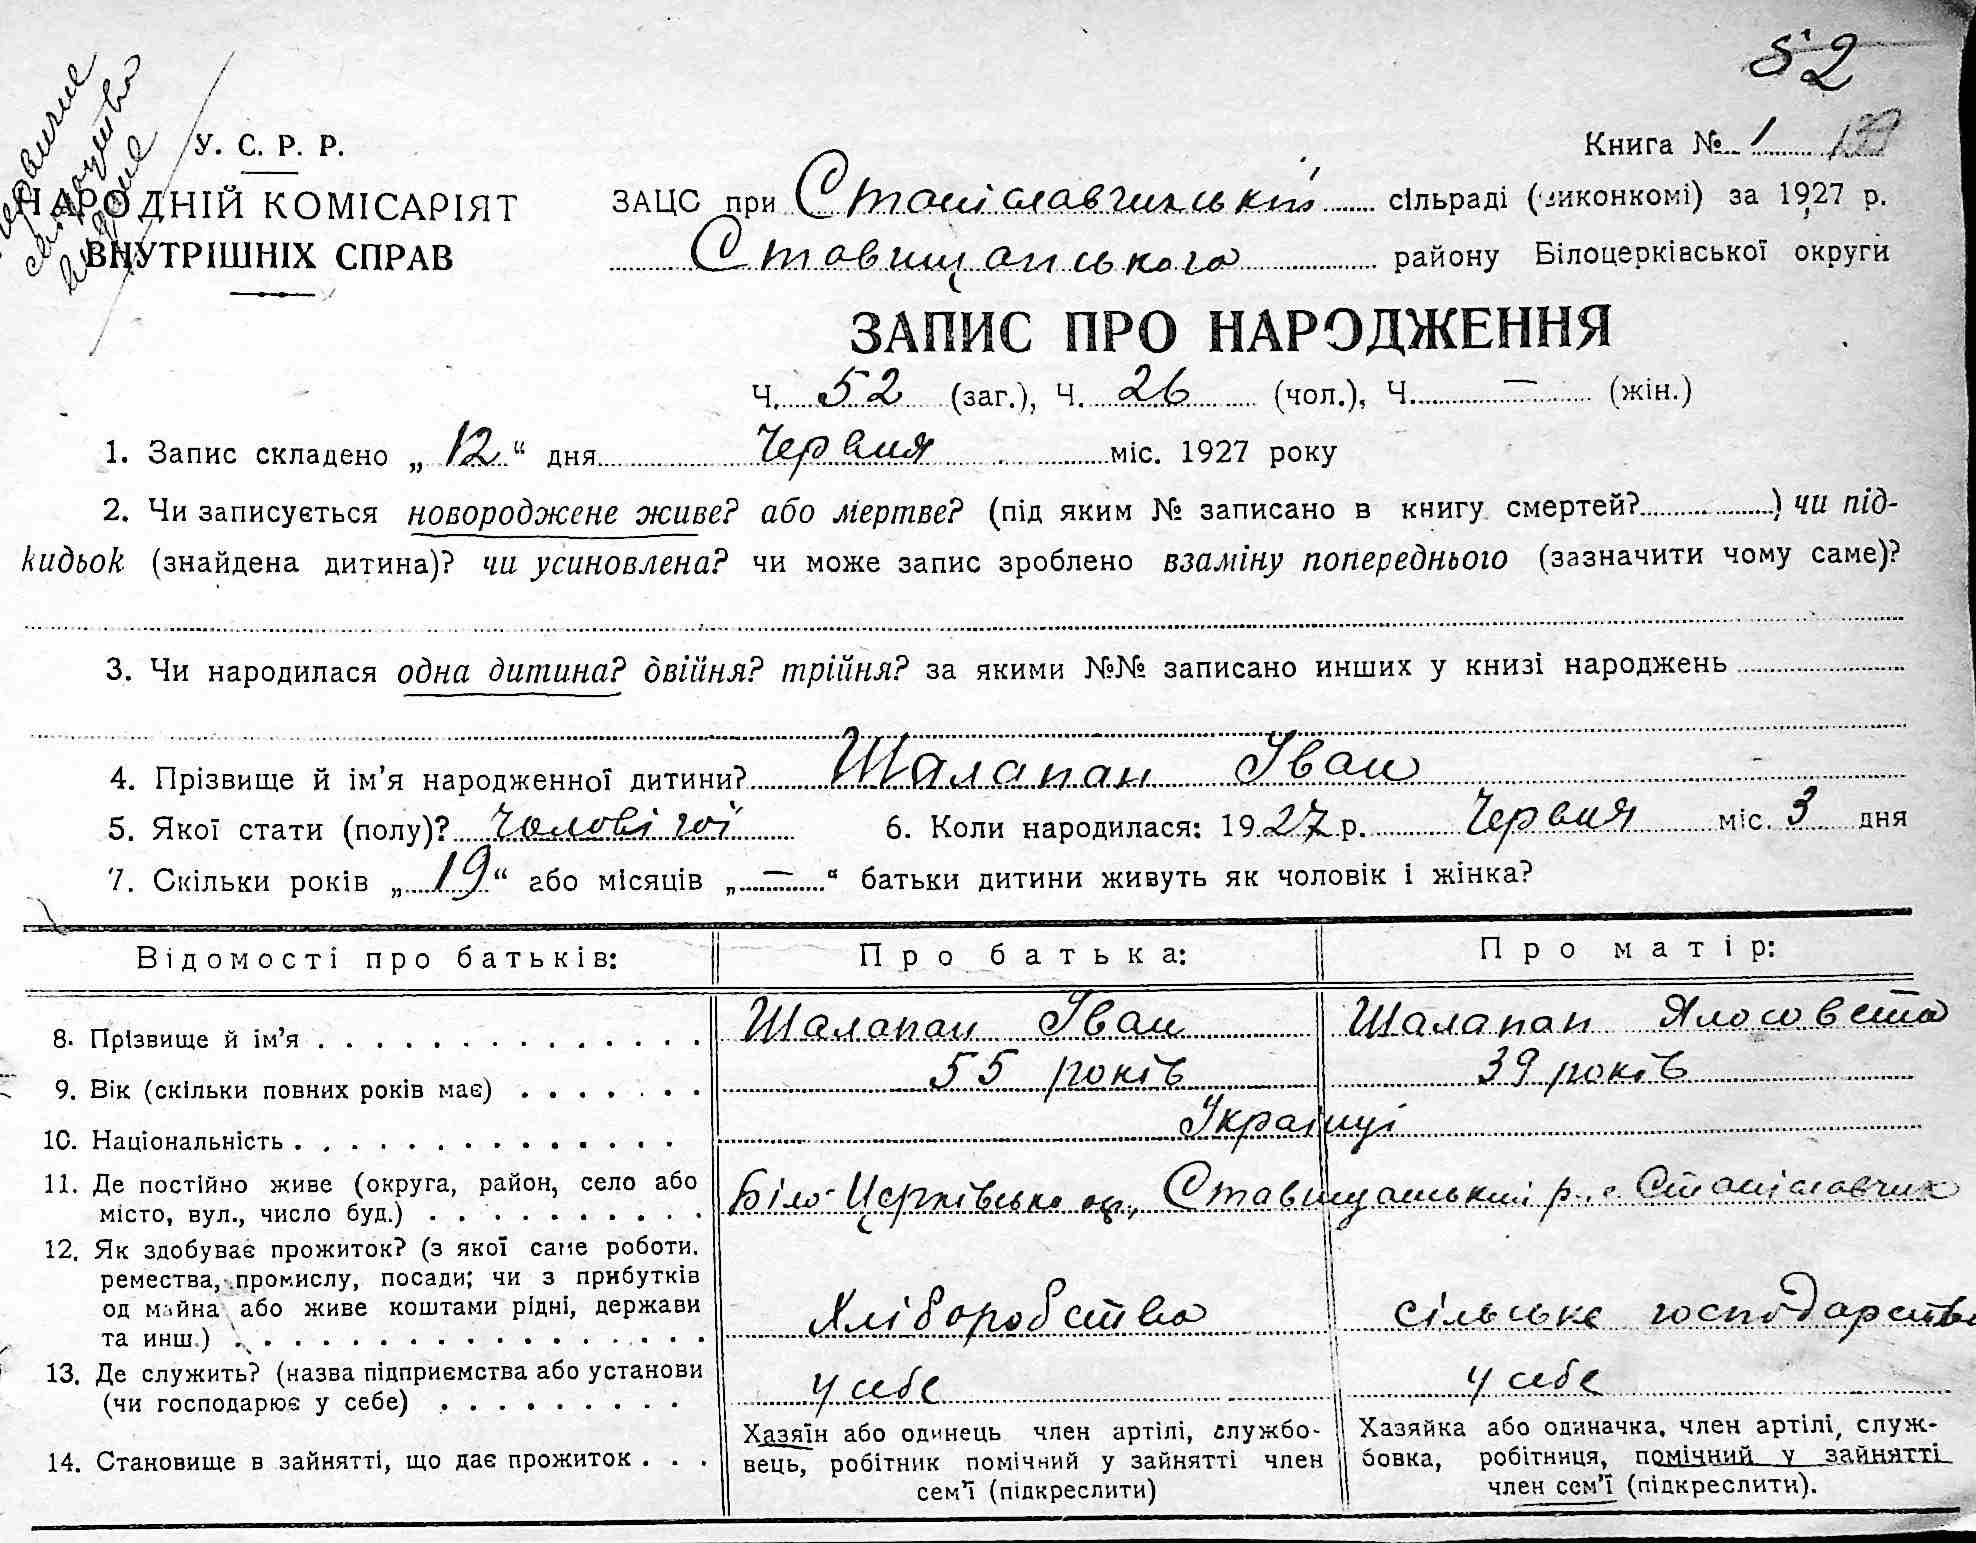 52
первичне
свідоцтво
видане
У. С. Р. Р.
НАРОДНІЙ КОМІСАРІЯТ
ВНУТРІШНІХ СПРАВ
Книга № 1 139
ЗАЦС при Станіславчинській сільраді (виконкомі) за 1927 р.
Ставищанського району Білоцерківської округи
ЗАПИС ПРО НАРОДЖЕННЯ
Ч. 52 (заг.), Ч. 26 (чол.), Ч. — (жін.)
1. Запис складено „12“ дня Червня міс. 1927 року
2. Чи записується новороджене живе? або мертве? (під яким № записано в книгу смертей?..........) чи під-
кидьок (знайдена дитина)? чи усиновлена? чи може запис зроблено взаміну попереднього (зазначити чому саме)?
3. Чи народилася одна дитина? двійня? трійня? за якими №№ записано инших у книзі народжень
4. Прізвище й ім’я народженної дитини? Шалапан Іван
5. Якої стати (полу)? Чоловічої 6. Коли народилася: 1927 р. Червня міс. 3 дня
7. Скільки років „19“ або місяців „—“ батьки дитини живуть як чоловік і жінка?
Відомості про батьків: Про батька: Про матір:
8. Прізвище й ім’я Шалапан Іван Шалапан Ялосовета
9. Вік (скільки повних років має) 55 років 39 років
10. Національність Українці
11. Де постійно живе (округа, район, село або
місто, вул., число буд.) Біло-Церківсько ок., Ставищанський р., с. Станіславчик
12. Як здобуває прожиток? (з якої саме роботи,
ремества, промислу, посади; чи з прибутків
од майна або живе коштами рідні, держави
та инш.) Хліборобство сільське господарство
13. Де служить? (назва підприємства або установи
(чи господарює у себе) у себе у себе
14. Становище в зайнятті, що дає прожиток
Хазяїн або одинець член артілі, службо-
вець, робітник помічний у зайнятті член
сем’ї (підкреслити)
Хазяйка або одиначка, член артілі, служ-
бовка, робітниця, помічний у зайнятті
член сем’ї (підкреслити).